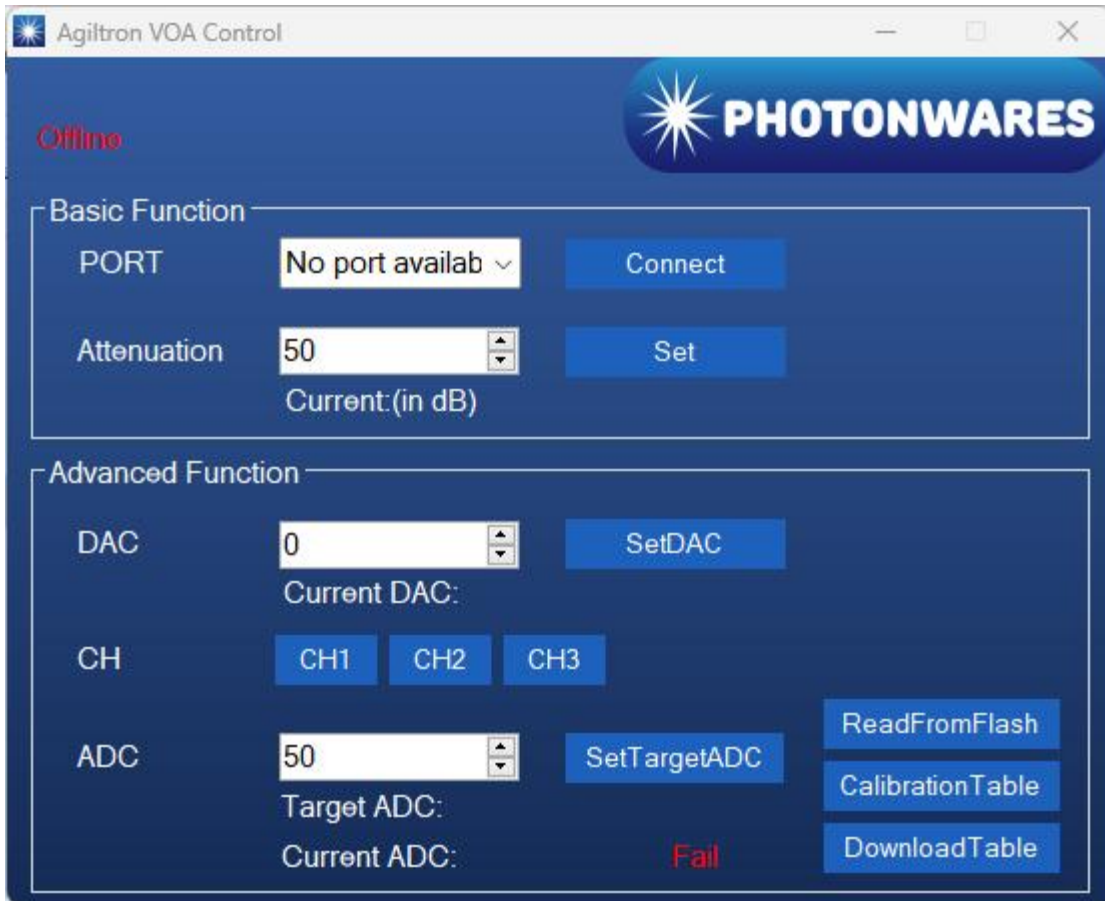 Agiltron VOA Control
PHOTONWARES
Offline
Basic Function
PORT No port availab Connect
Attenuation 50 Set
Current:(in dB)
Advanced Function
DAC 0 SetDAC
Current DAC:
CH CH1 CH2 CH3
ReadFromFlash
ADC 50 SetTargetADC
CalibrationTable
Target ADC:
DownloadTable
Current ADC: Fail